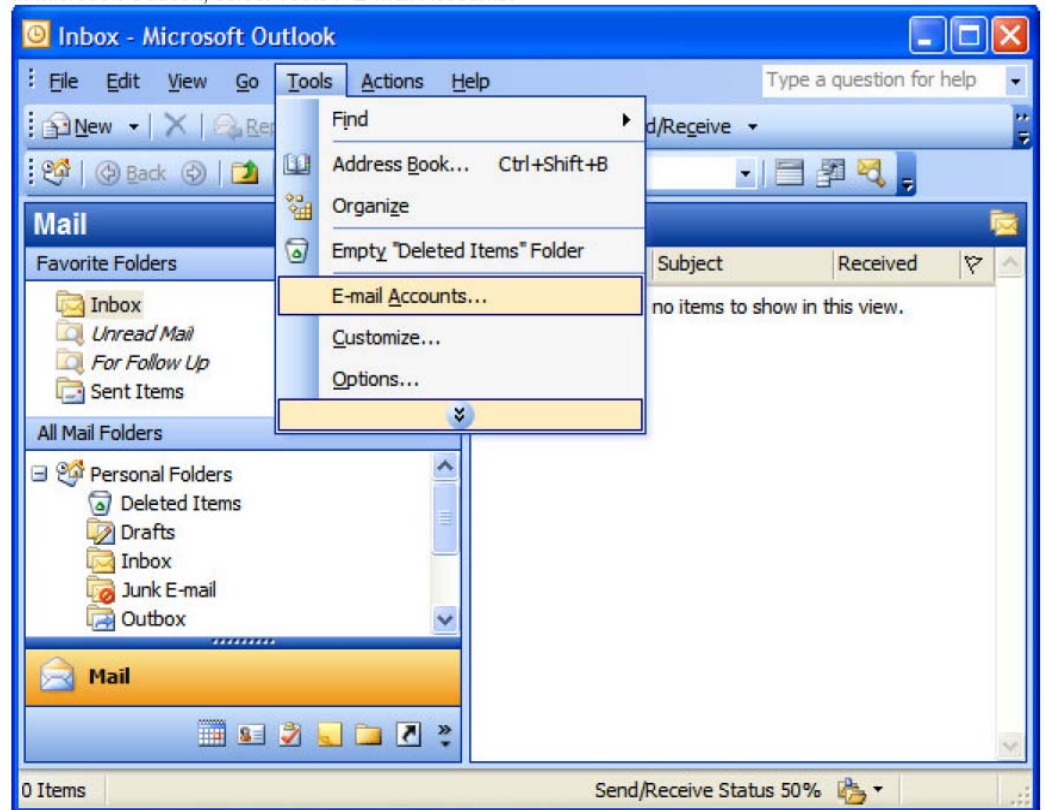 Inbox - Microsoft Outlook
File Edit View Go Tools Actions Help Type a question for help
New d/Receive
Back
Find
Address Book... Ctrl+Shift+B
Organize
Empty "Deleted Items" Folder
E-mail Accounts...
Customize...
Options...
Mail
Favorite Folders
Inbox
Unread Mail
For Follow Up
Sent Items
All Mail Folders
Personal Folders
Deleted Items
Drafts
Inbox
Junk E-mail
Outbox
Mail
Subject Received
no items to show in this view.
0 Items Send/Receive Status 50%